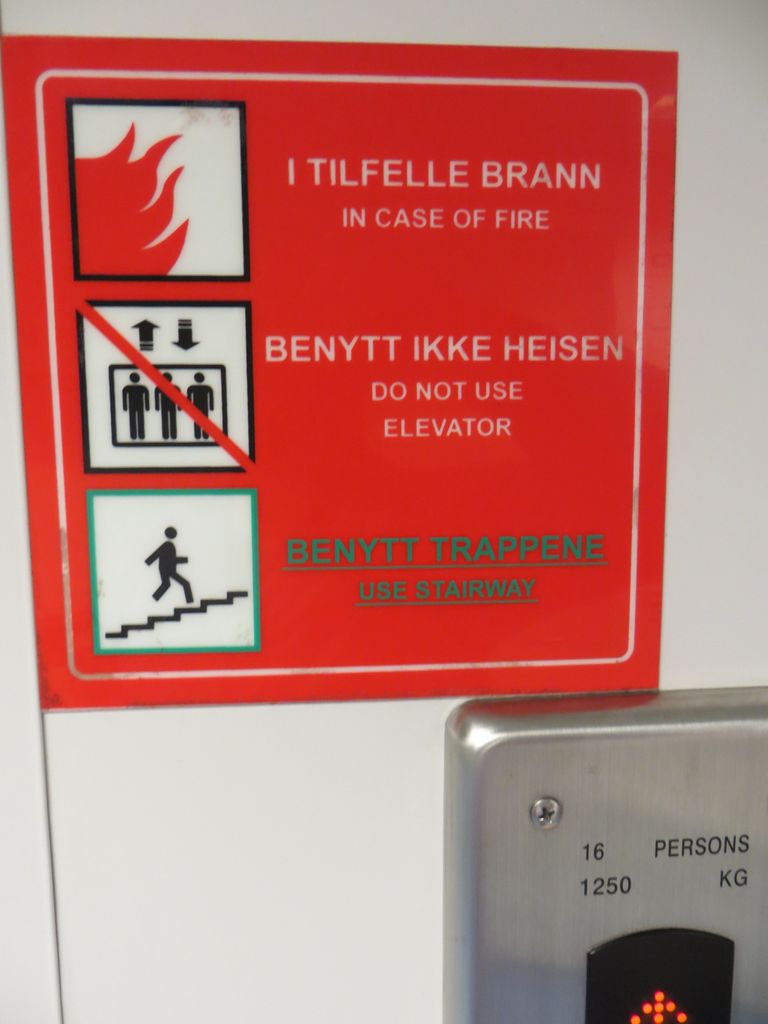 I TILFELLE BRANN
IN CASE OF FIRE
BENYTT IKKE HEISEN
DO NOT USE
ELEVATOR
BENYTT TRAPPENE
USE STAIRWAY
16 PERSONS
1250 KG